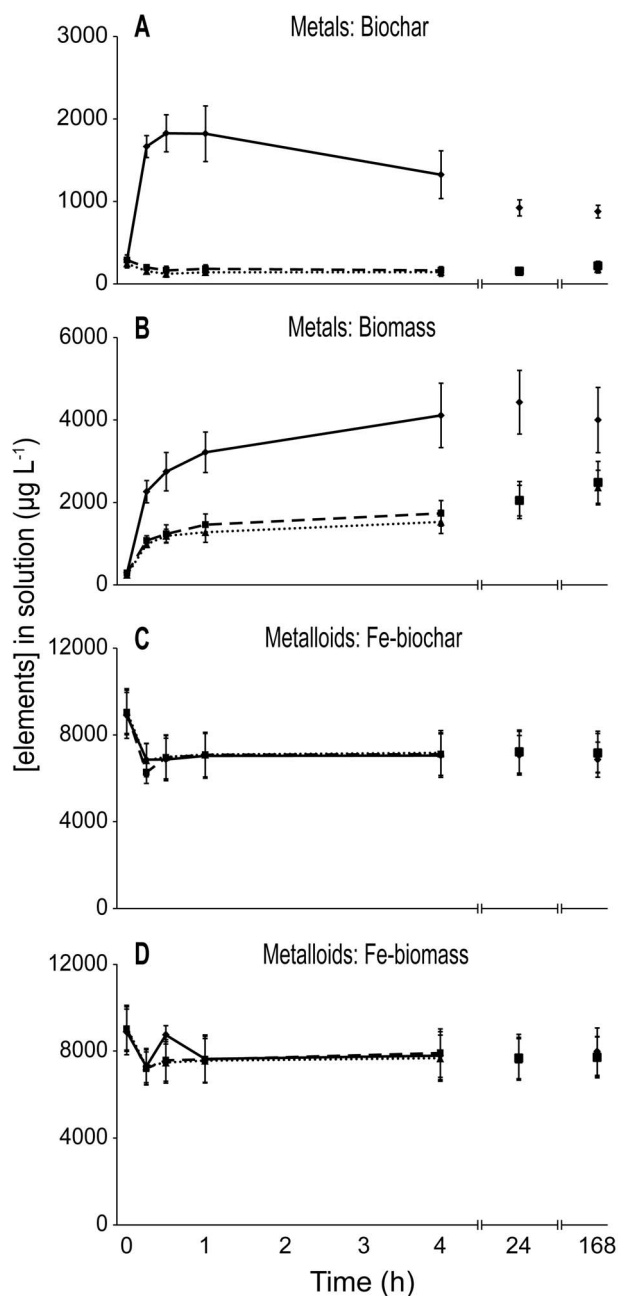 A Metals: Biochar
3000
2000
1000
0
B Metals: Biomass
6000
4000
2000
0
[elements] in solution (µg L⁻¹)
C Metalloids: Fe-biochar
12000
8000
4000
0
D Metalloids: Fe-biomass
12000
8000
4000
0
0 1 2 3 4 24 168
Time (h)